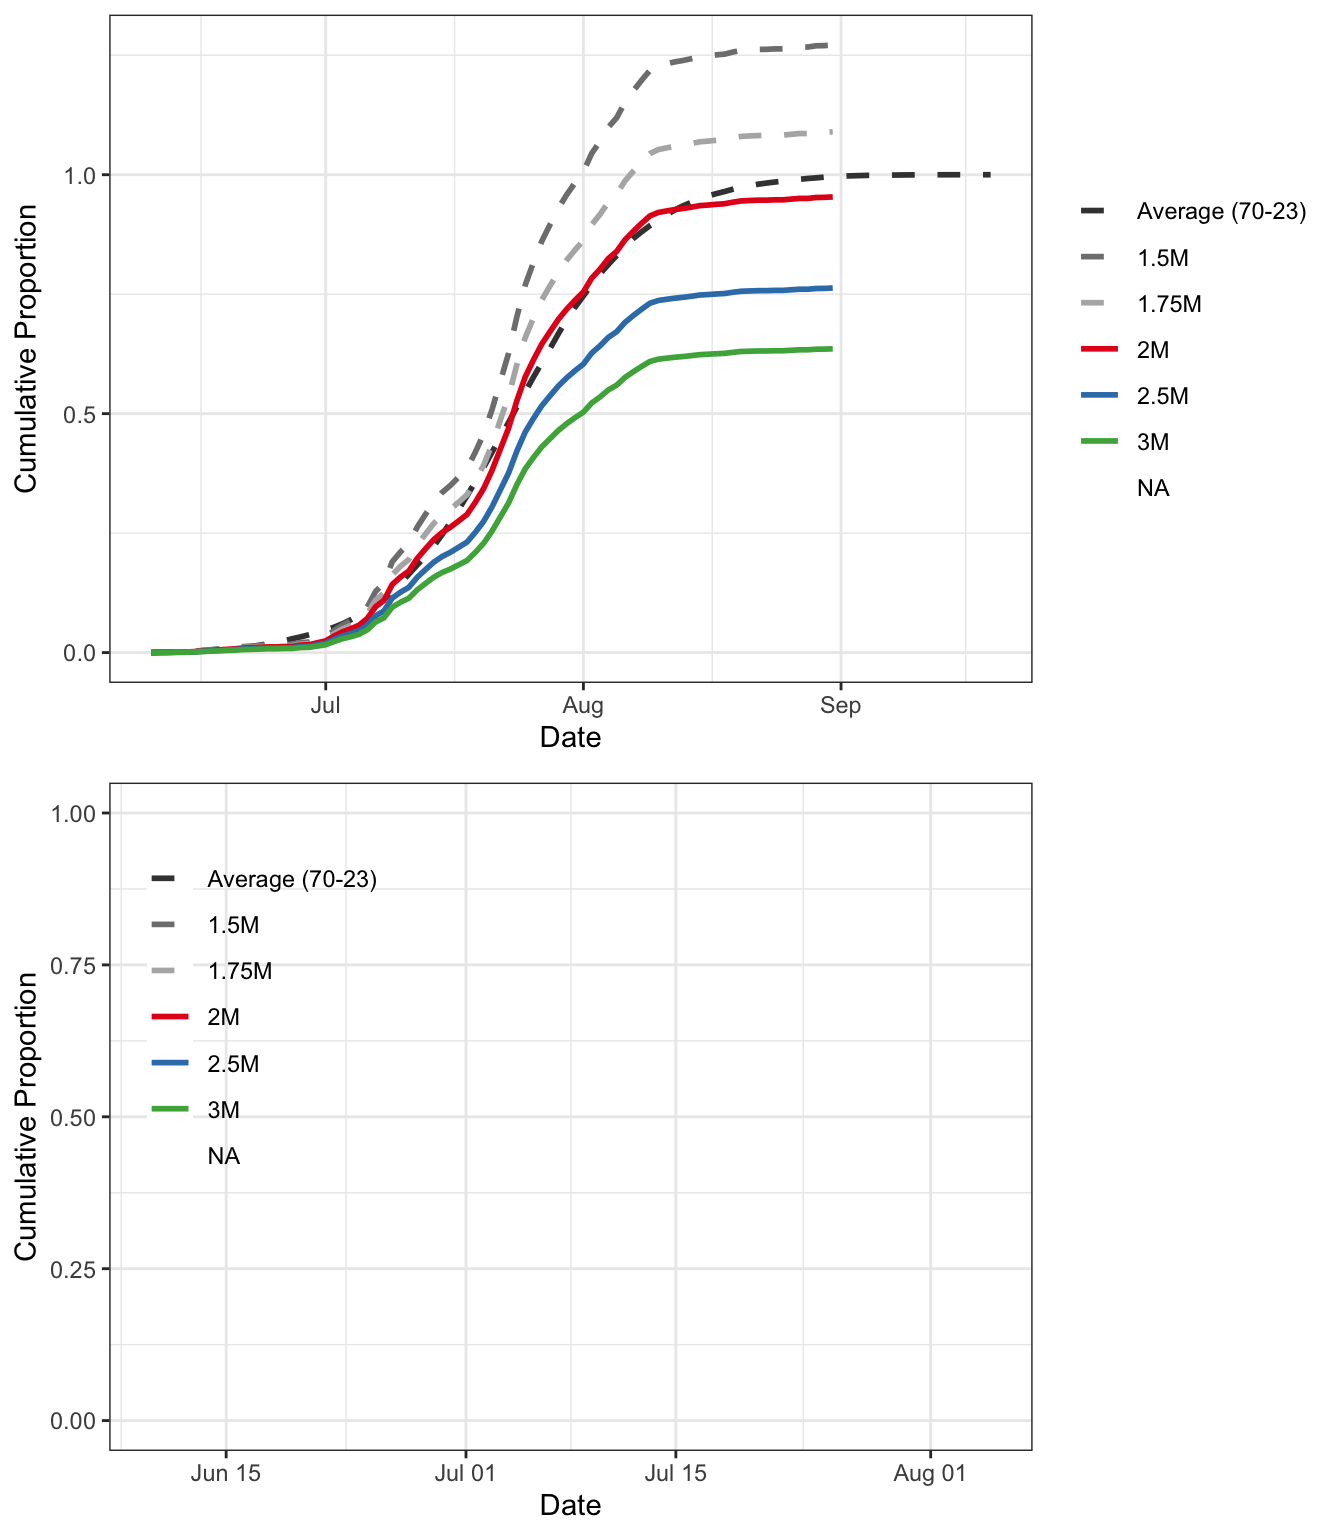 1.0
0.5
0.0
Cumulative Proportion
Jul
Aug
Sep
Date
Average (70-23)
1.5M
1.75M
2M
2.5M
3M
NA
1.00
0.75
0.50
0.25
0.00
Cumulative Proportion
Average (70-23)
1.5M
1.75M
2M
2.5M
3M
NA
Jun 15
Jul 01
Jul 15
Aug 01
Date